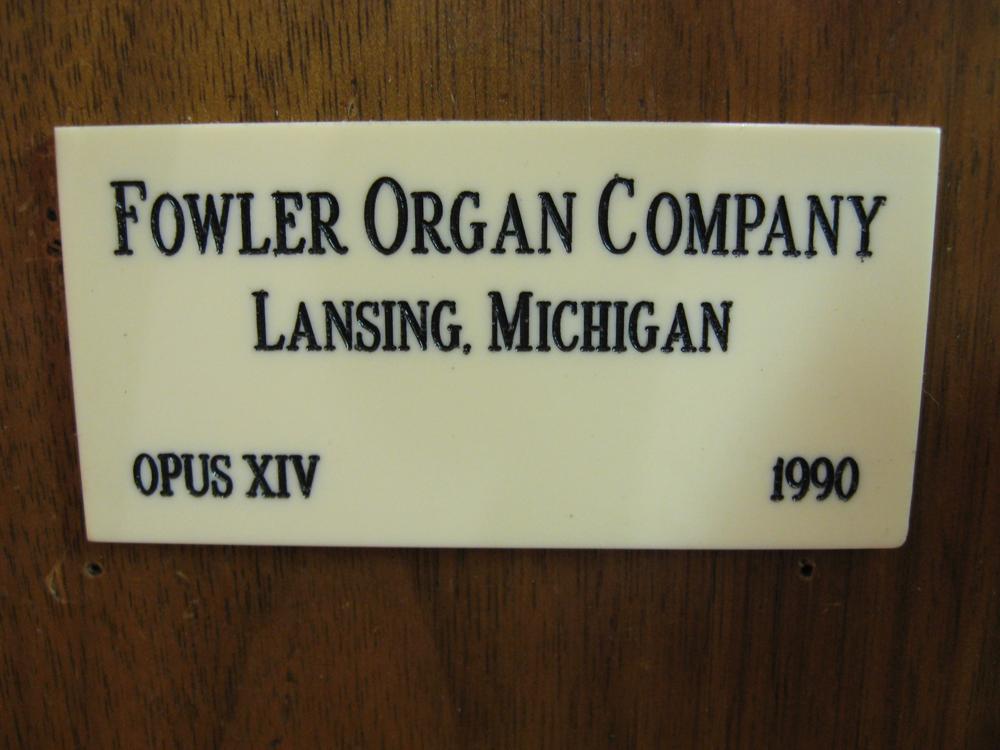 FOWLER ORGAN COMPANY
LANSING, MICHIGAN
OPUS XIV 1990